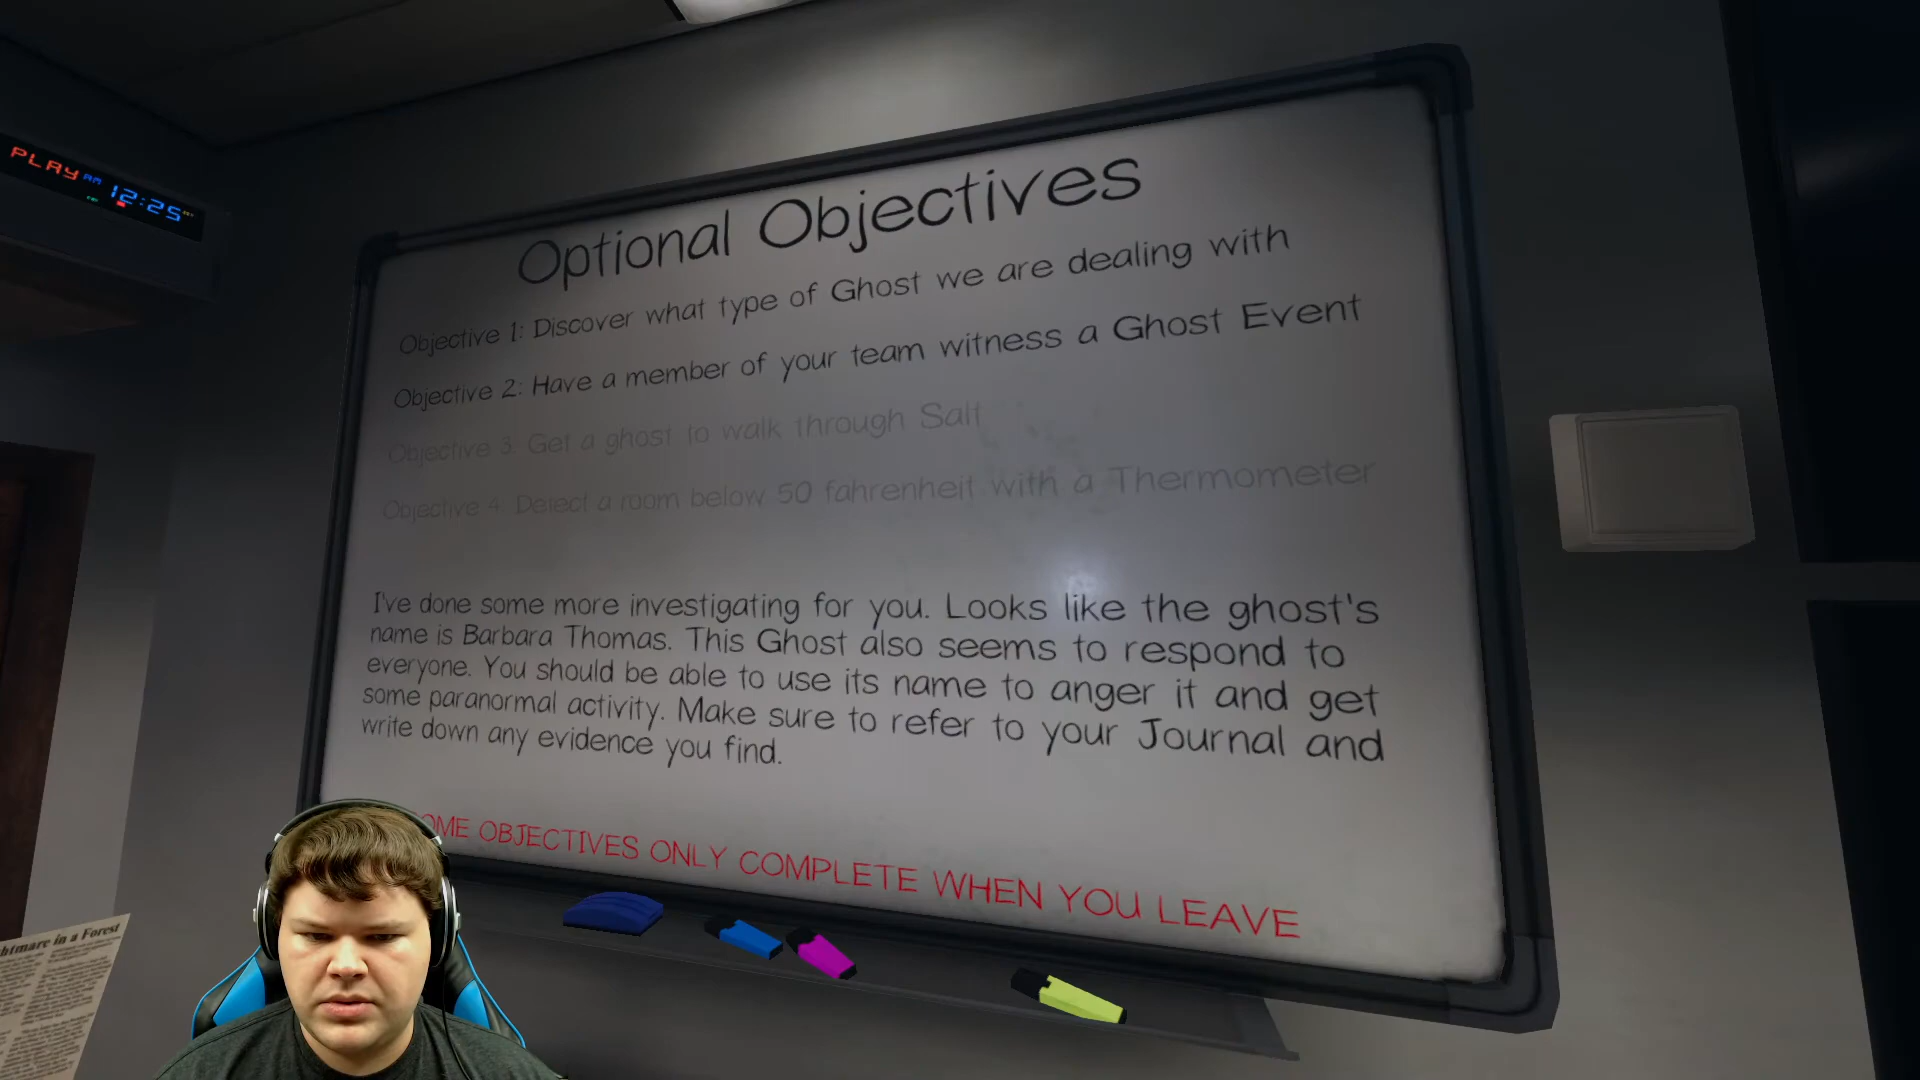 PLAY AM 12:25
Optional Objectives
Objective 1: Discover what type of Ghost we are dealing with
Objective 2: Have a member of your team witness a Ghost Event
Objective 3: Get a ghost to walk through Salt
Objective 4: Detect a room below 50 fahrenheit with a Thermometer
I've done some more investigating for you. Looks like the ghost's
name is Barbara Thomas. This Ghost also seems to respond to
everyone. You should be able to use its name to anger it and get
some paranormal activity. Make sure to refer to your Journal and
write down any evidence you find.
OME OBJECTIVES ONLY COMPLETE WHEN YOU LEAVE
htmare in a Forest